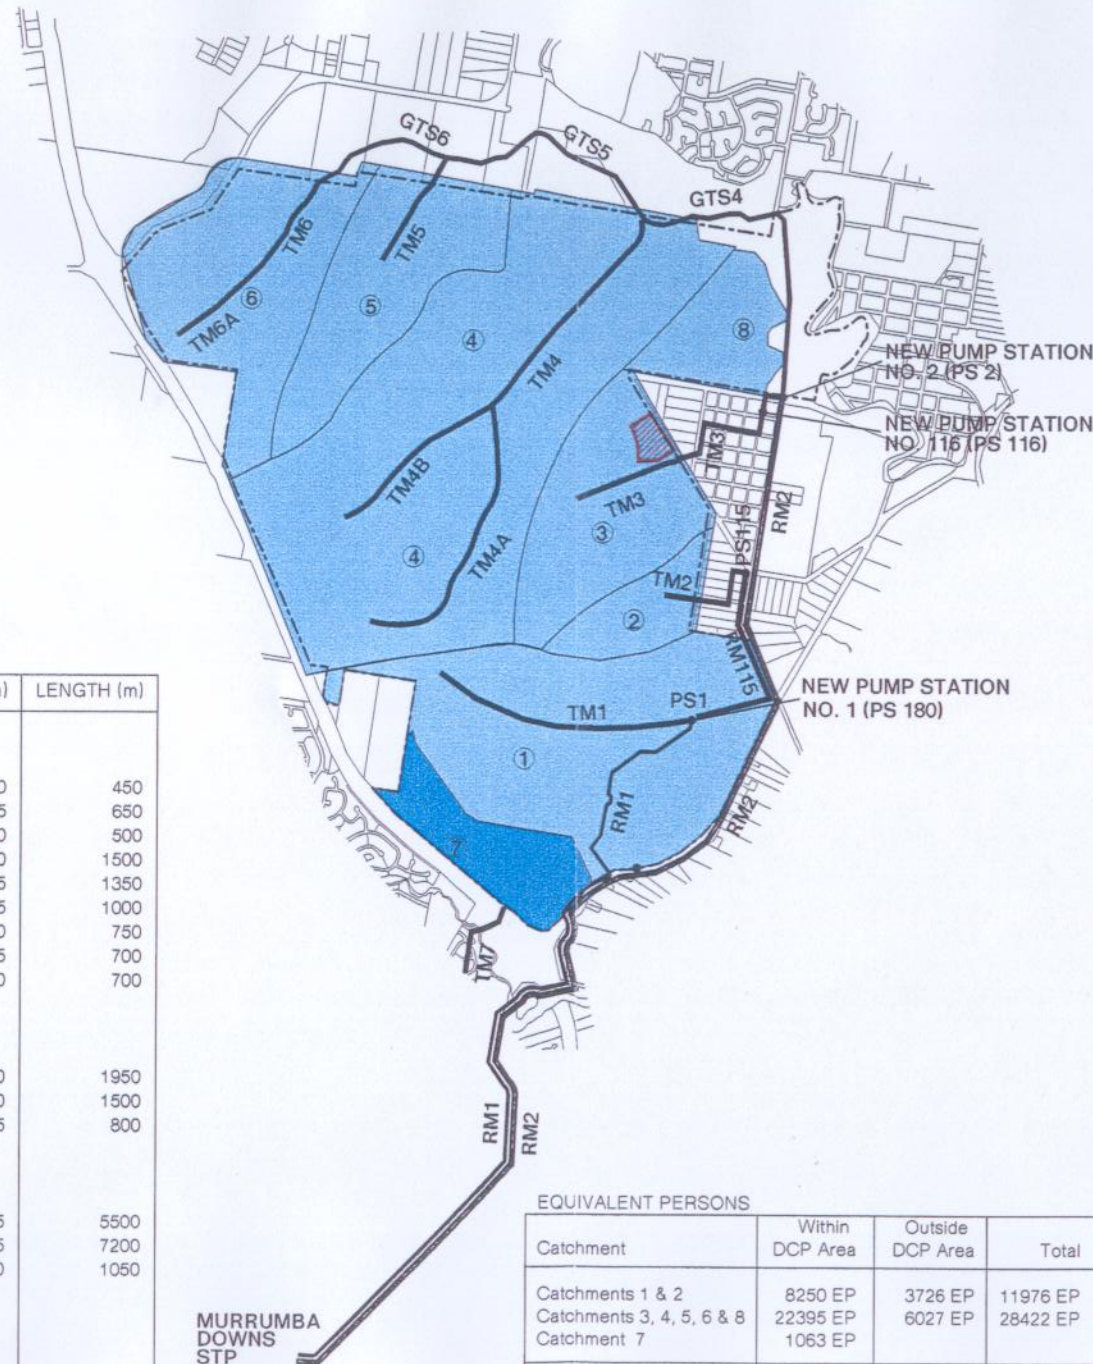 GTS6
GTS5
GTS4
TM6
TM5
TM6A
⑥
⑤
④
⑧
TM4
NEW PUMP STATION
NO. 2 (PS 2)
NEW PUMP STATION
NO. 116 (PS 116)
TM3
TM4B
TM3
RM2
④
TM4A
③
PS115
TM2
②
RM115
NEW PUMP STATION
NO. 1 (PS 180)
TM1
PS1
①
RM1
RM2
7
TM7
RM1
RM2
MURRUMBA
DOWNS
STP
LENGTH (m)
450
650
500
1500
1350
1000
750
700
700
1950
1500
800
5500
7200
1050
EQUIVALENT PERSONS
Catchment Within DCP Area Outside DCP Area Total
Catchments 1 & 2 8250 EP 3726 EP 11976 EP
Catchments 3, 4, 5, 6 & 8 22395 EP 6027 EP 28422 EP
Catchment 7 1063 EP